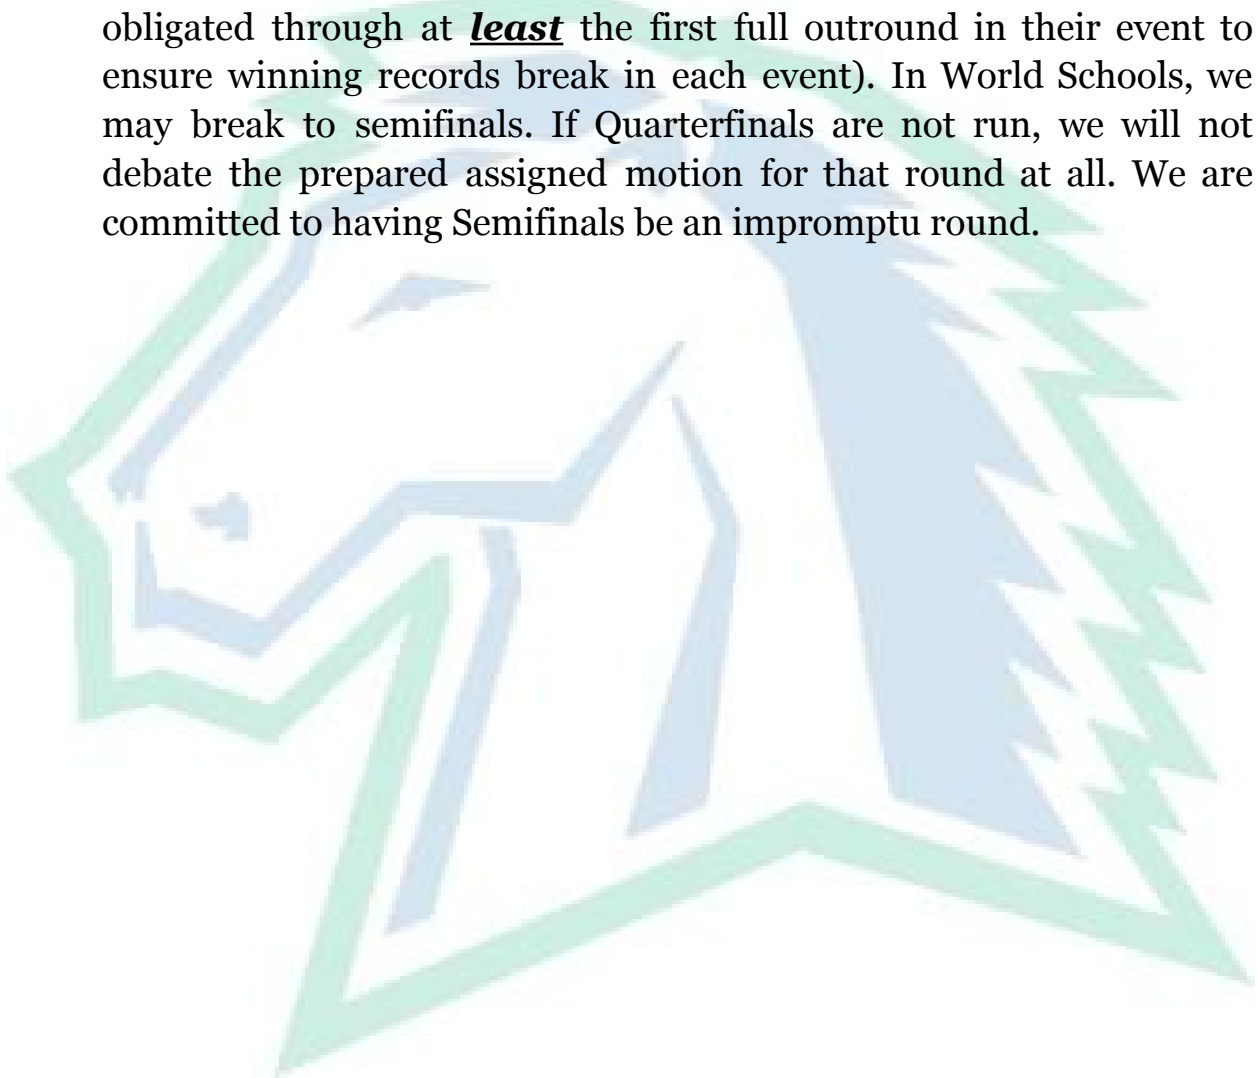 obligated through at least the first full outround in their event to
ensure winning records break in each event). In World Schools, we
may break to semifinals. If Quarterfinals are not run, we will not
debate the prepared assigned motion for that round at all. We are
committed to having Semifinals be an impromptu round.